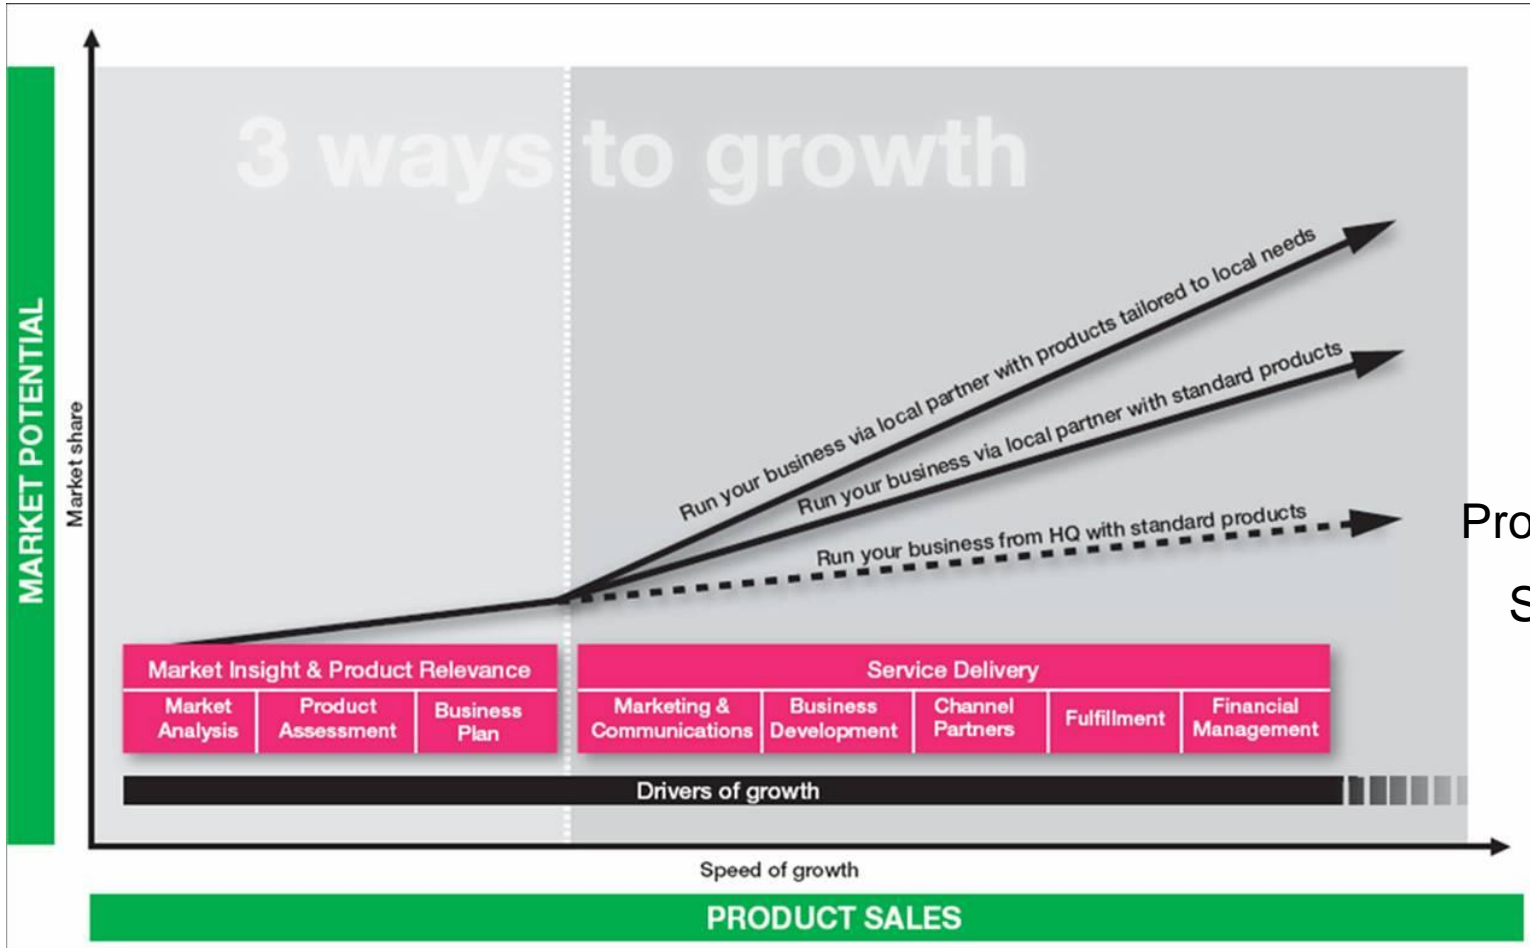 3 ways to growth
MARKET POTENTIAL
Market share
Run your business via local partner with products tailored to local needs
Run your business via local partner with standard products
Run your business from HQ with standard products
Pro
S
Market Insight & Product Relevance
Market
Analysis
Product
Assessment
Business
Plan
Service Delivery
Marketing &
Communications
Business
Development
Channel
Partners
Fulfillment
Financial
Management
Drivers of growth
Speed of growth
PRODUCT SALES